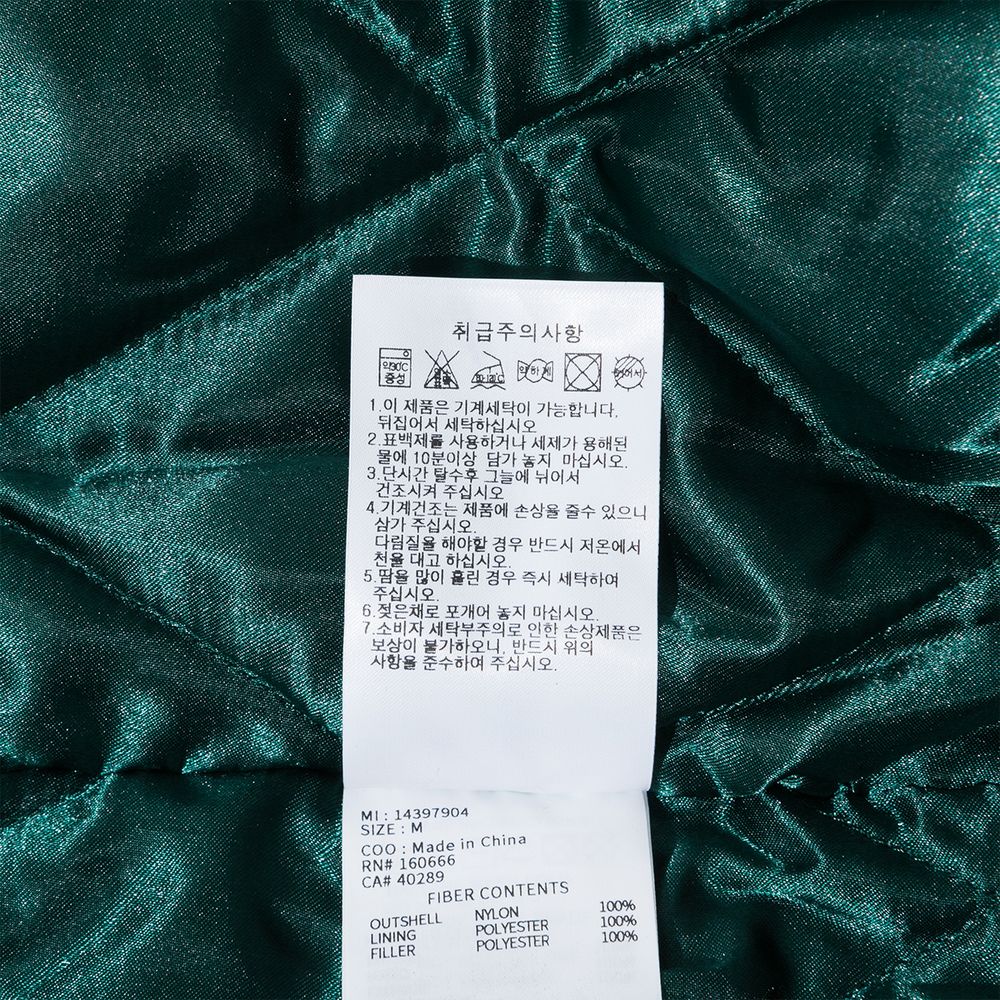 취급주의사항
약30℃
중성
약하게
1.이 제품은 기계세탁이 가능합니다.
뒤집어서 세탁하십시오
2.표백제를 사용하거나 세제가 용해된
물에 10분이상 담가 놓지 마십시오.
3.단시간 탈수후 그늘에 뉘어서
건조시켜 주십시오
4.기계건조는 제품에 손상을 줄수 있으니
삼가 주십시오.
다림질을 해야할 경우 반드시 저온에서
천을 대고 하십시오.
5.땀을 많이 흘린 경우 즉시 세탁하여
주십시오.
6.젖은채로 포개어 놓지 마십시오.
7.소비자 세탁부주의로 인한 손상제품은
보상이 불가하오니, 반드시 위의
사항을 준수하여 주십시오.
MI : 14397904
SIZE : M
COO : Made in China
RN# 160666
CA# 40289
FIBER CONTENTS
OUTSHELL NYLON 100%
LINING POLYESTER 100%
FILLER POLYESTER 100%